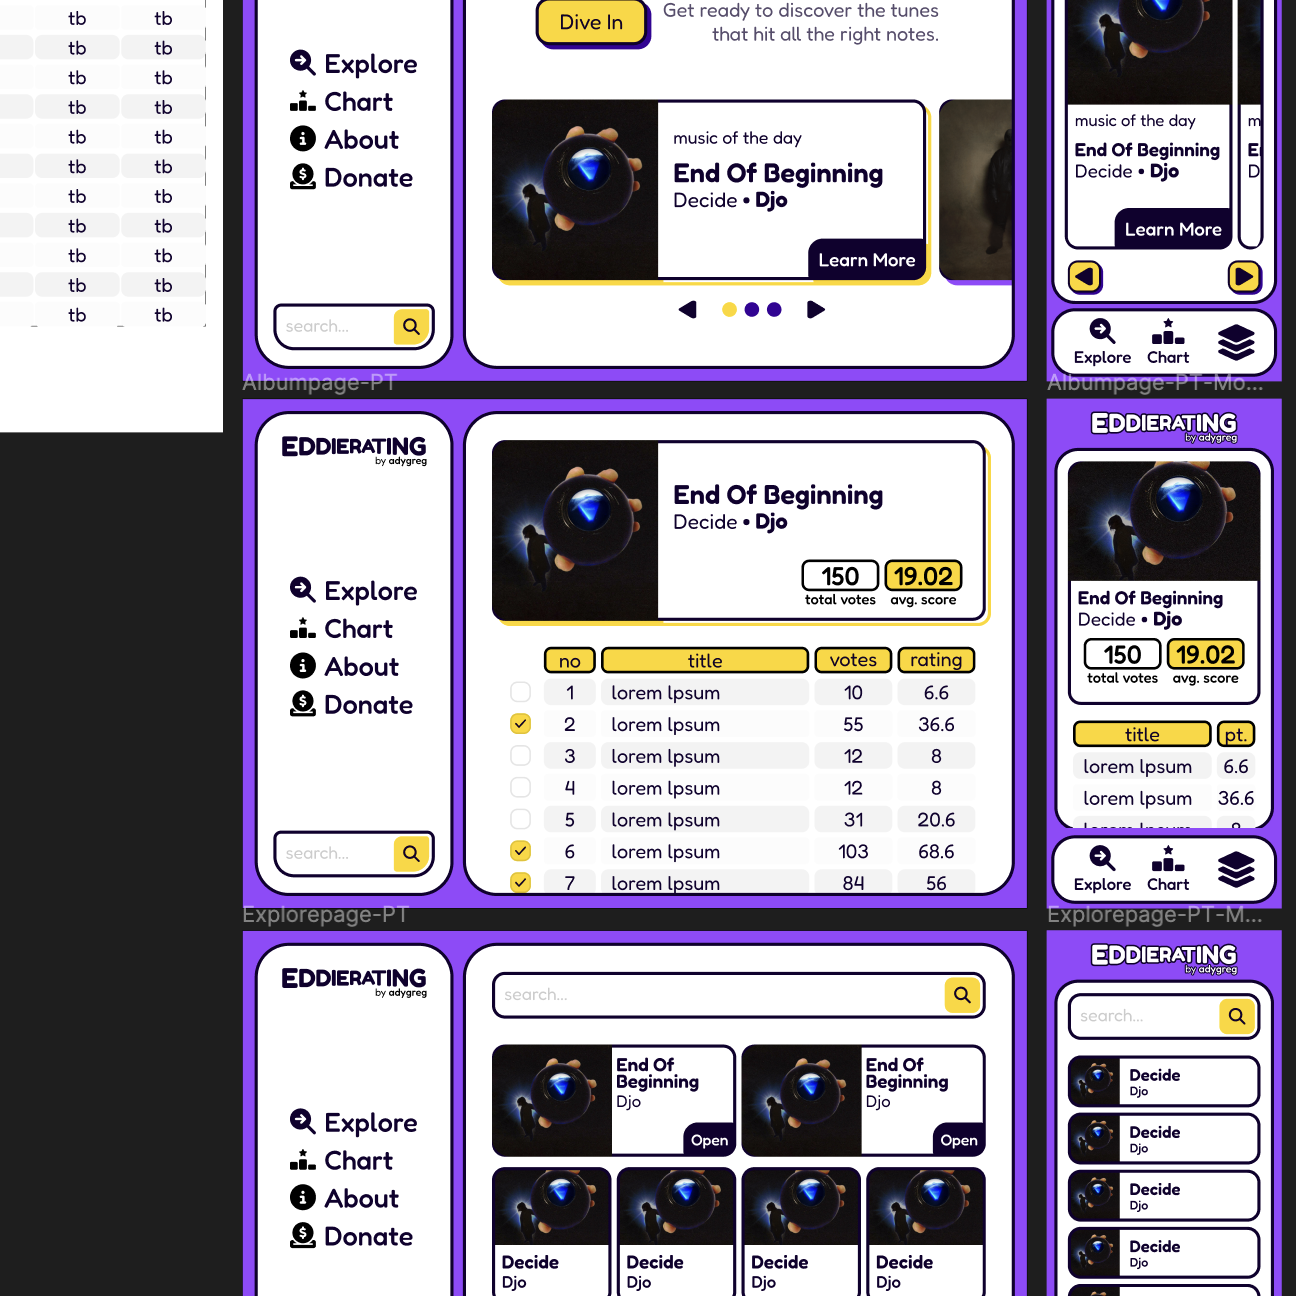 tb tb
tb tb
tb tb
tb tb
tb tb
tb tb
tb tb
tb tb
tb tb
tb tb
tb tb
Explore
Chart
About
Donate
search...
Dive In
Get ready to discover the tunes
that hit all the right notes.
music of the day
End Of Beginning
Decide • Djo
Learn More
music of the day
End Of Beginning
Decide • Djo
Learn More
Explore
Chart
Albumpage-PT
EDDIERATING
by adygreg
Explore
Chart
About
Donate
search...
End Of Beginning
Decide • Djo
150 19.02
total votes avg. score
no title votes rating
1 lorem Ipsum 10 6.6
2 lorem Ipsum 55 36.6
3 lorem Ipsum 12 8
4 lorem Ipsum 12 8
5 lorem Ipsum 31 20.6
6 lorem Ipsum 103 68.6
7 lorem Ipsum 84 56
Albumpage-PT-Mo...
EDDIERATING
by adygreg
End Of Beginning
Decide • Djo
150 19.02
total votes avg. score
title pt.
lorem Ipsum 6.6
lorem Ipsum 36.6
Explore
Chart
Explorepage-PT
EDDIERATING
by adygreg
Explore
Chart
About
Donate
search...
End Of
Beginning
Djo
Open
End Of
Beginning
Djo
Open
Decide
Djo
Decide
Djo
Decide
Djo
Decide
Djo
Explorepage-PT-M...
EDDIERATING
by adygreg
search...
Decide
Djo
Decide
Djo
Decide
Djo
Decide
Djo